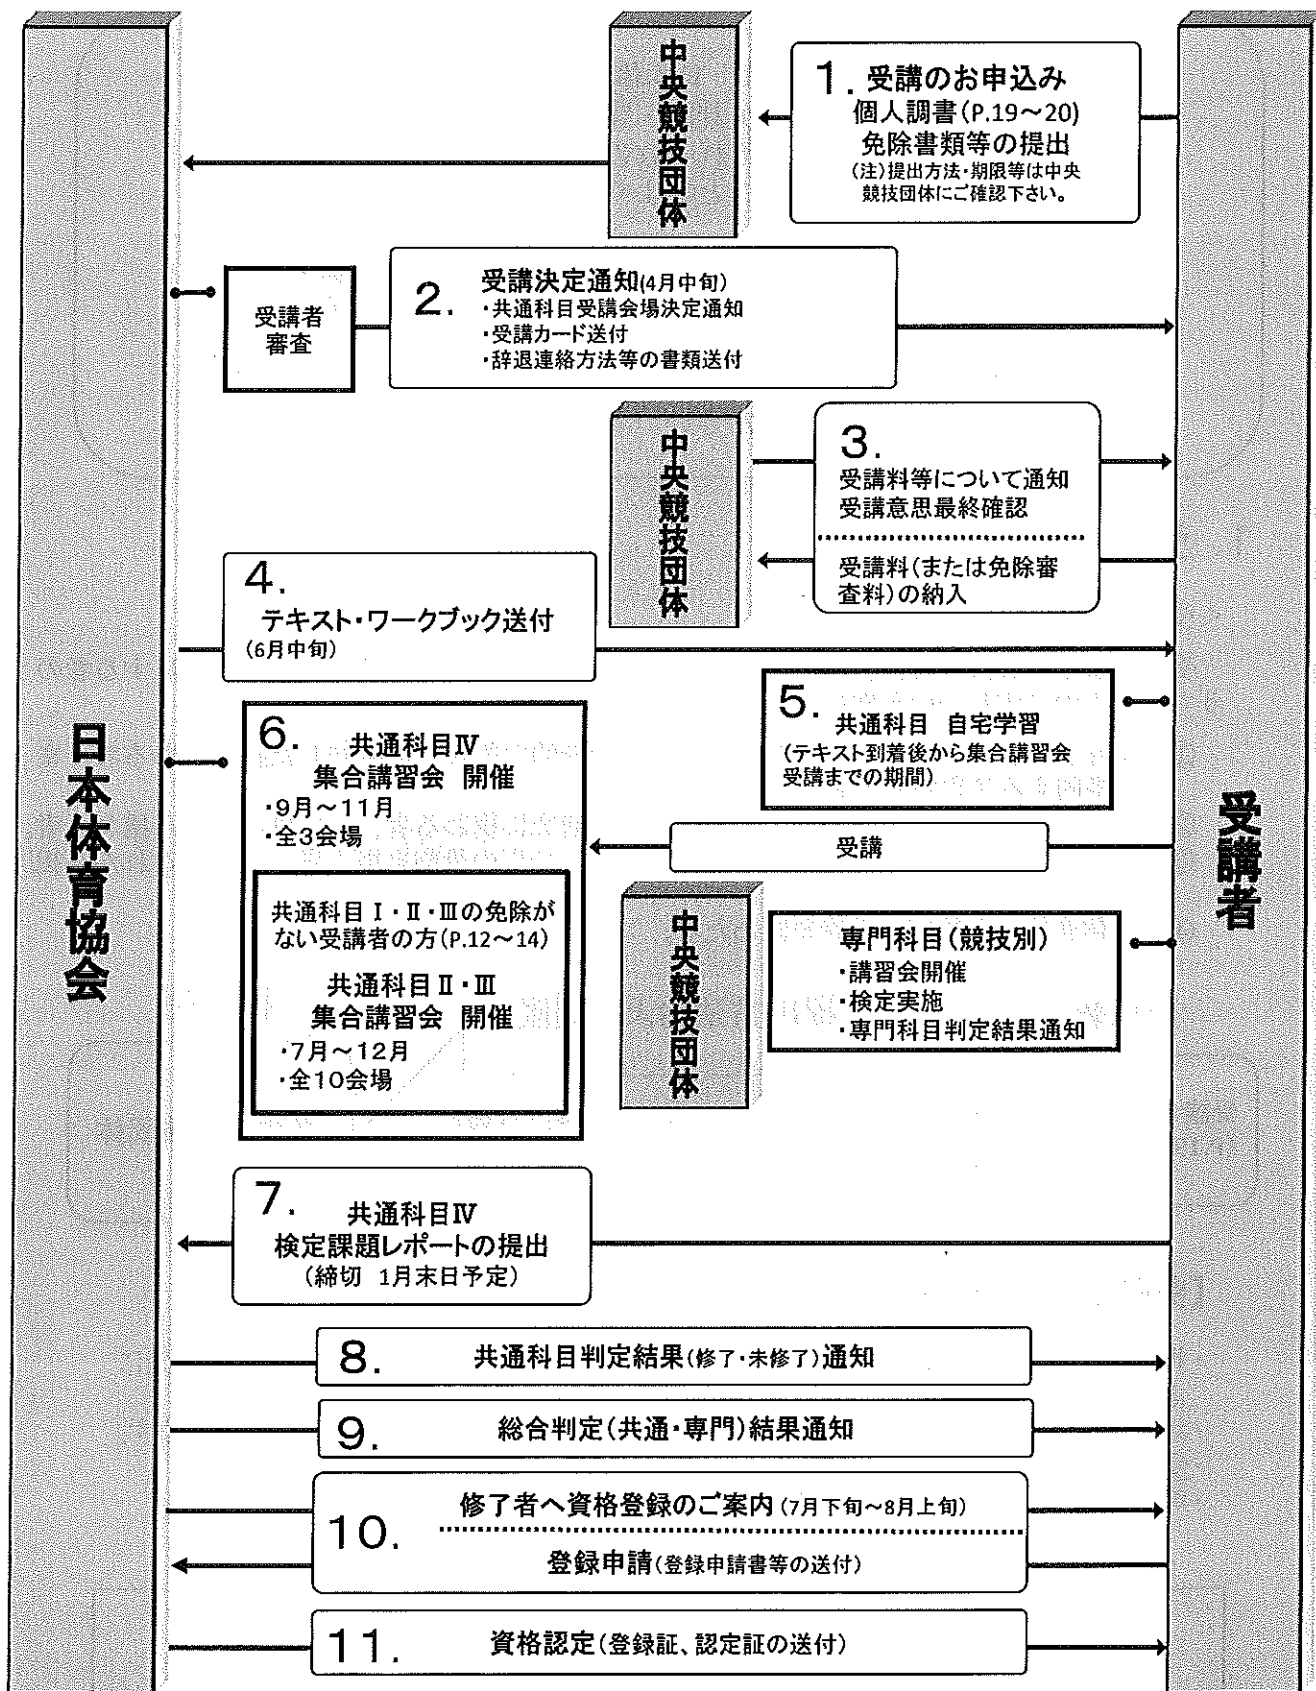 日本体育協会
受講者
中央競技団体
1. 受講のお申込み
個人調書(P.19～20)
免除書類等の提出
(注)提出方法・期限等は中央
競技団体にご確認下さい。
受講者
審査
2. 受講決定通知(4月中旬)
・共通科目受講会場決定通知
・受講カード送付
・辞退連絡方法等の書類送付
中央競技団体
3.
受講料等について通知
受講意思最終確認
受講料(または免除審
査料)の納入
4.
テキスト・ワークブック送付
(6月中旬)
5. 共通科目 自宅学習
(テキスト到着後から集合講習会
受講までの期間)
6. 共通科目Ⅳ
集合講習会 開催
・9月～11月
・全3会場
共通科目Ⅰ・Ⅱ・Ⅲの免除が
ない受講者の方(P.12～14)
共通科目Ⅱ・Ⅲ
集合講習会 開催
・7月～12月
・全10会場
受講
中央競技団体
専門科目(競技別)
・講習会開催
・検定実施
・専門科目判定結果通知
7. 共通科目Ⅳ
検定課題レポートの提出
(締切 1月末日予定)
8. 共通科目判定結果(修了・未修了)通知
9. 総合判定(共通・専門)結果通知
10. 修了者へ資格登録のご案内(7月下旬～8月上旬)
登録申請(登録申請書等の送付)
11. 資格認定(登録証、認定証の送付)